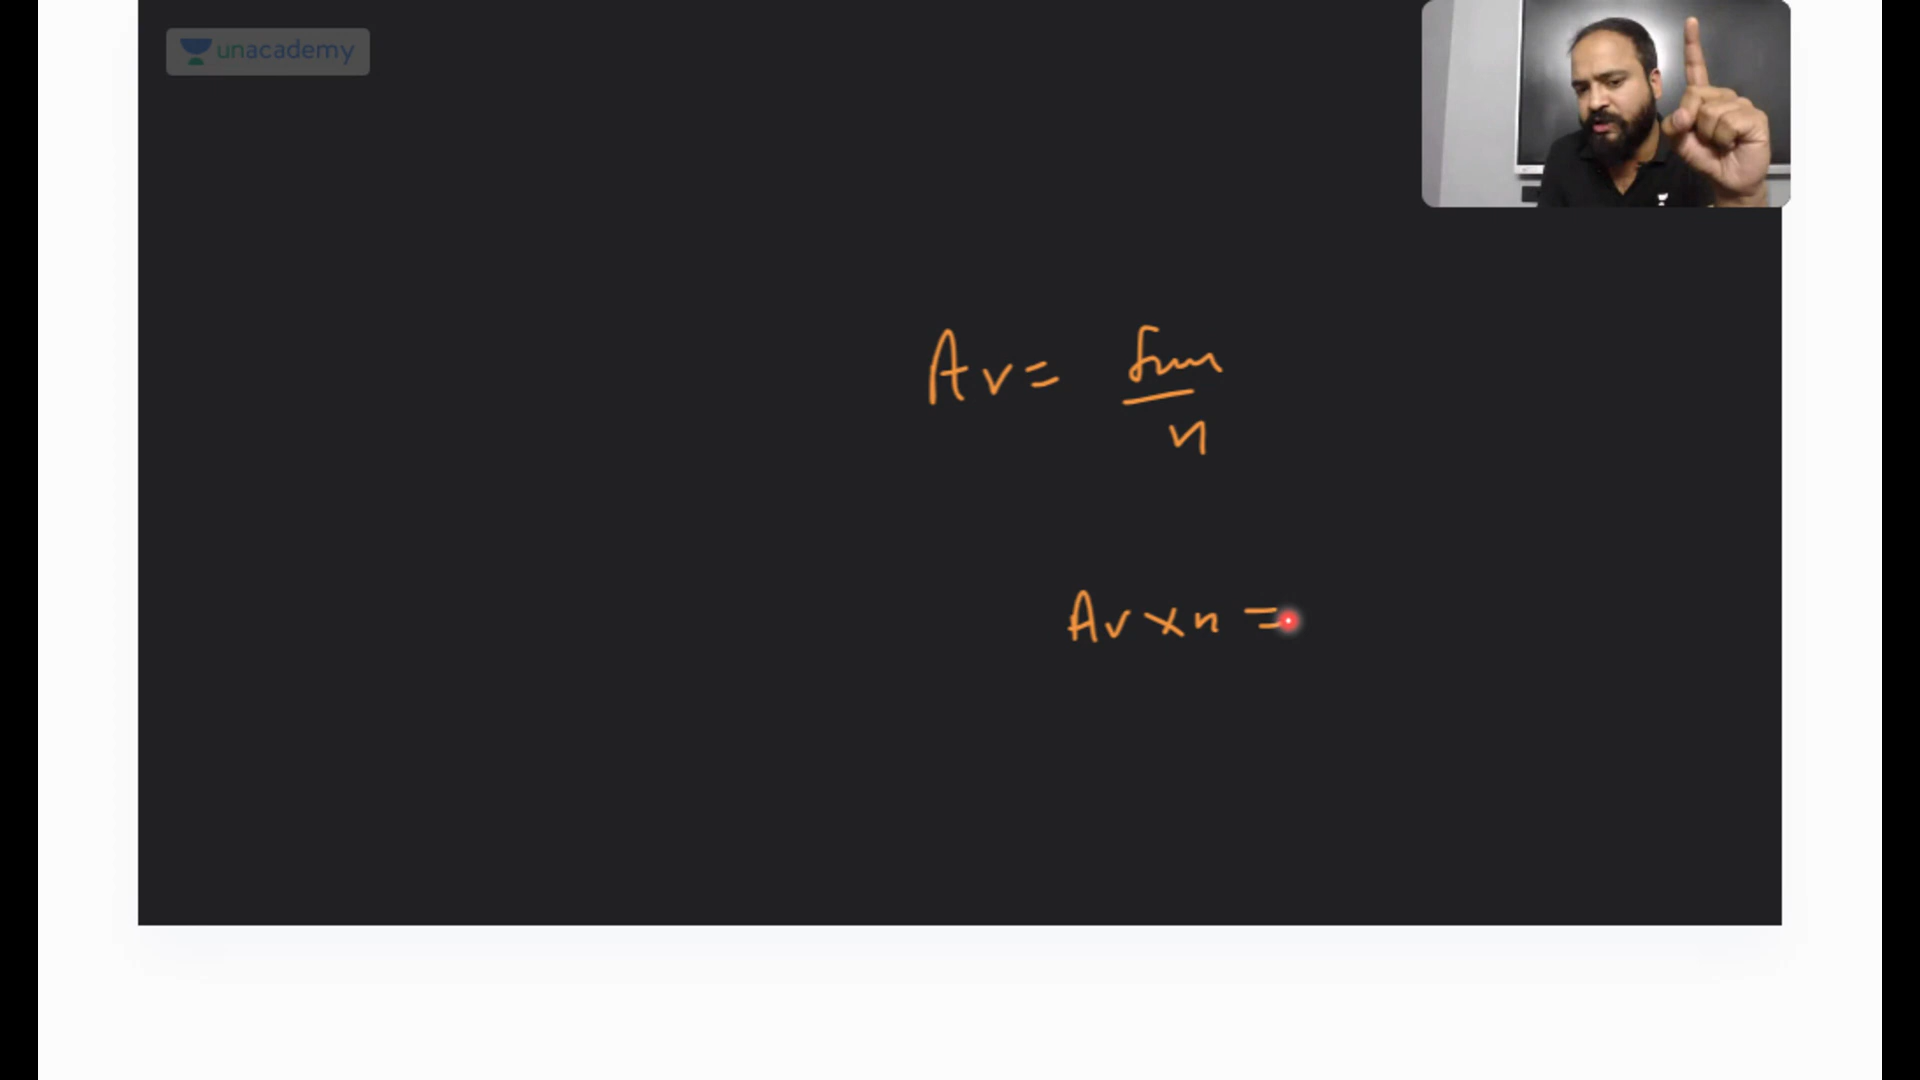 unacademy
Av = Sum
n
Av × n =